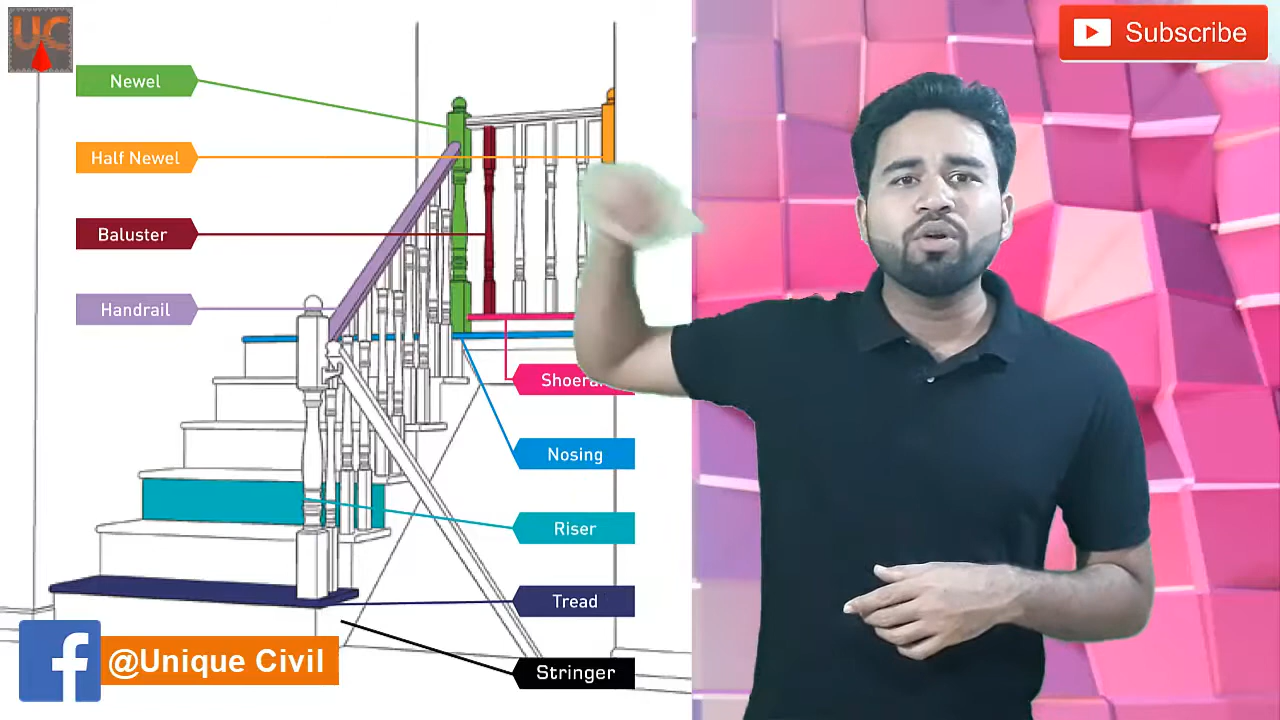 UC
Subscribe
Newel
Half Newel
Baluster
Handrail
Nosing
Riser
Tread
Stringer
f
@Unique Civil